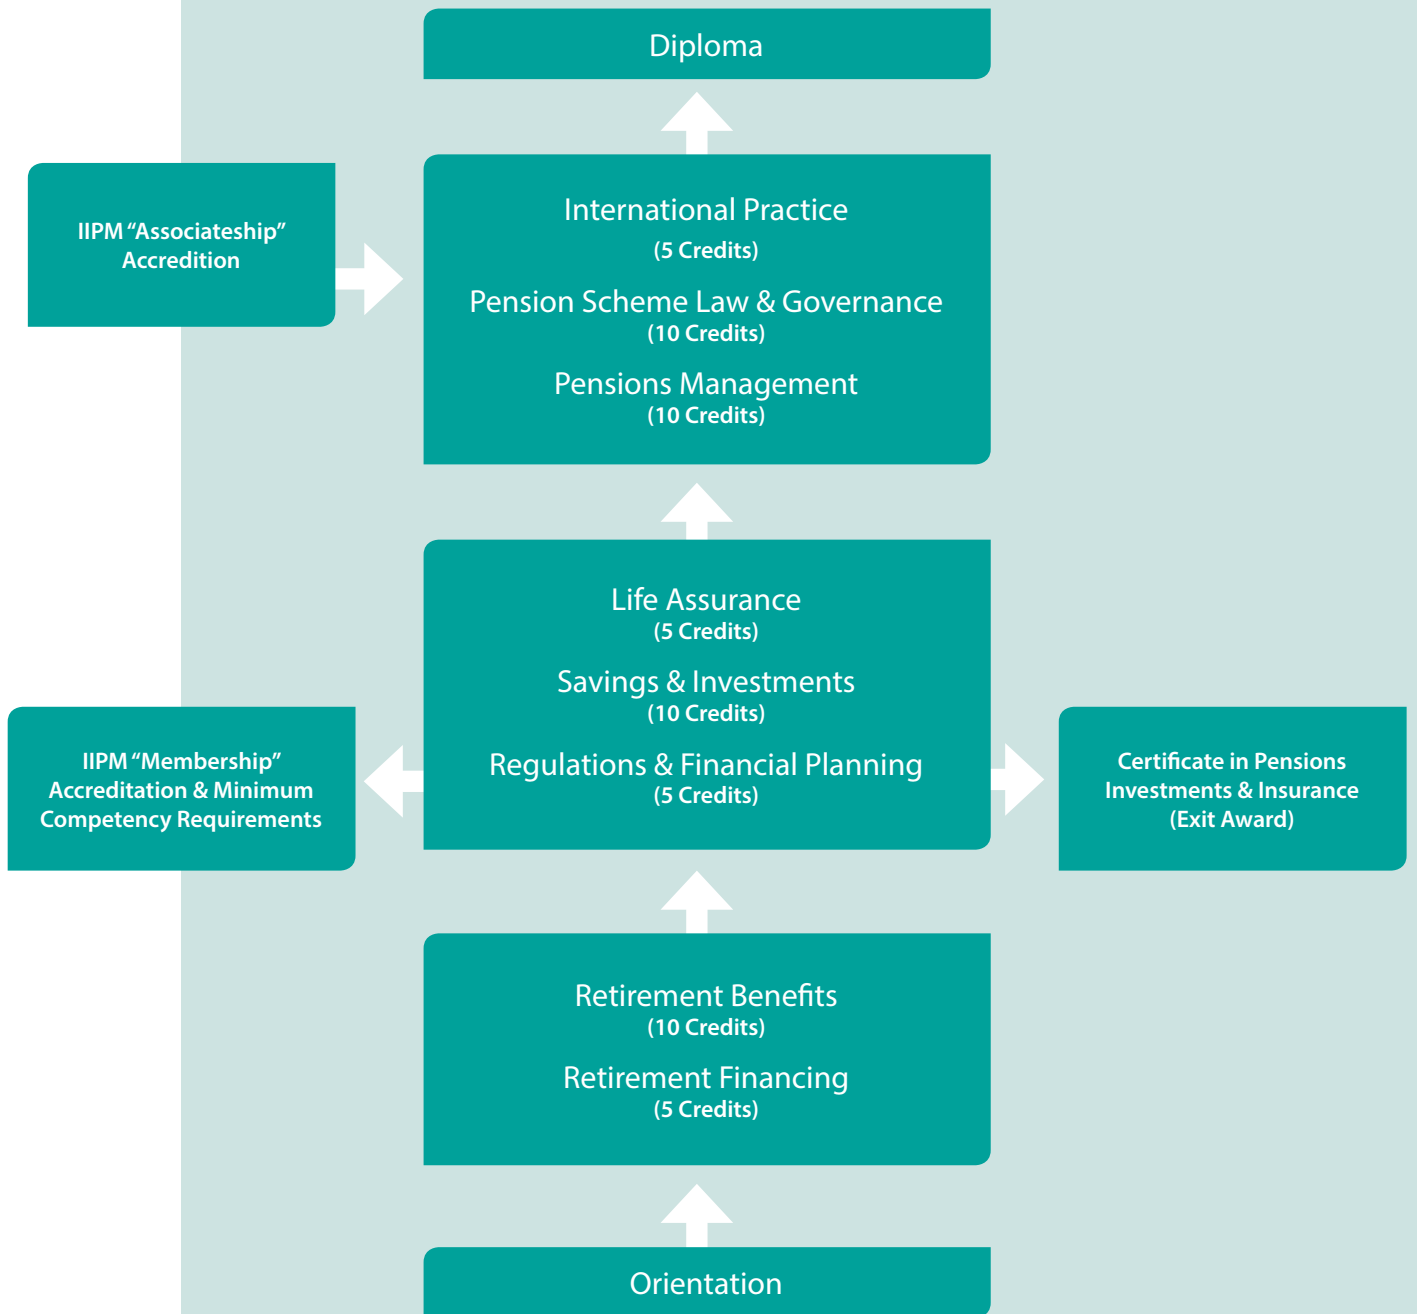 Diploma
IIPM “Associateship”
Accredition
International Practice
(5 Credits)
Pension Scheme Law & Governance
(10 Credits)
Pensions Management
(10 Credits)
Life Assurance
(5 Credits)
Savings & Investments
(10 Credits)
Regulations & Financial Planning
(5 Credits)
IIPM “Membership”
Accreditation & Minimum
Competency Requirements
Certificate in Pensions
Investments & Insurance
(Exit Award)
Retirement Benefits
(10 Credits)
Retirement Financing
(5 Credits)
Orientation